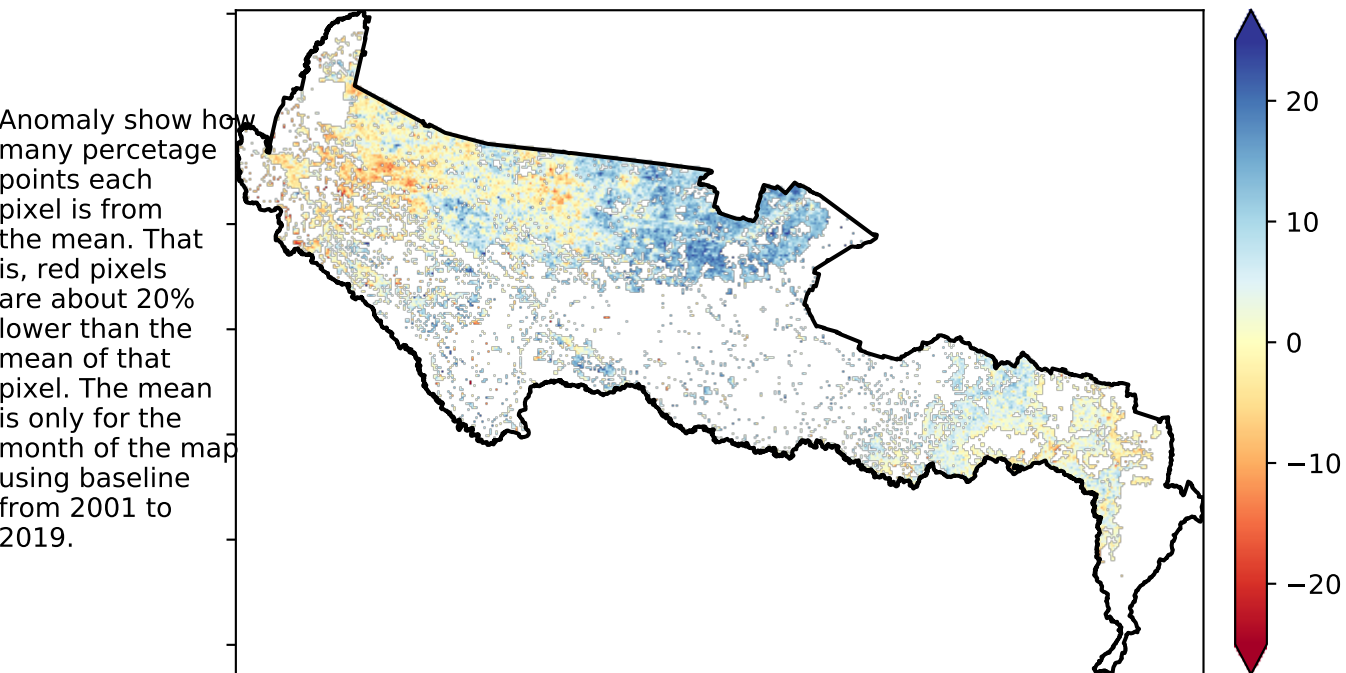 Anomaly show how
many percetage
points each
pixel is from
the mean. That
is, red pixels
are about 20%
lower than the
mean of that
pixel. The mean
is only for the
month of the map
using baseline
from 2001 to
2019.
20
10
0
−10
−20